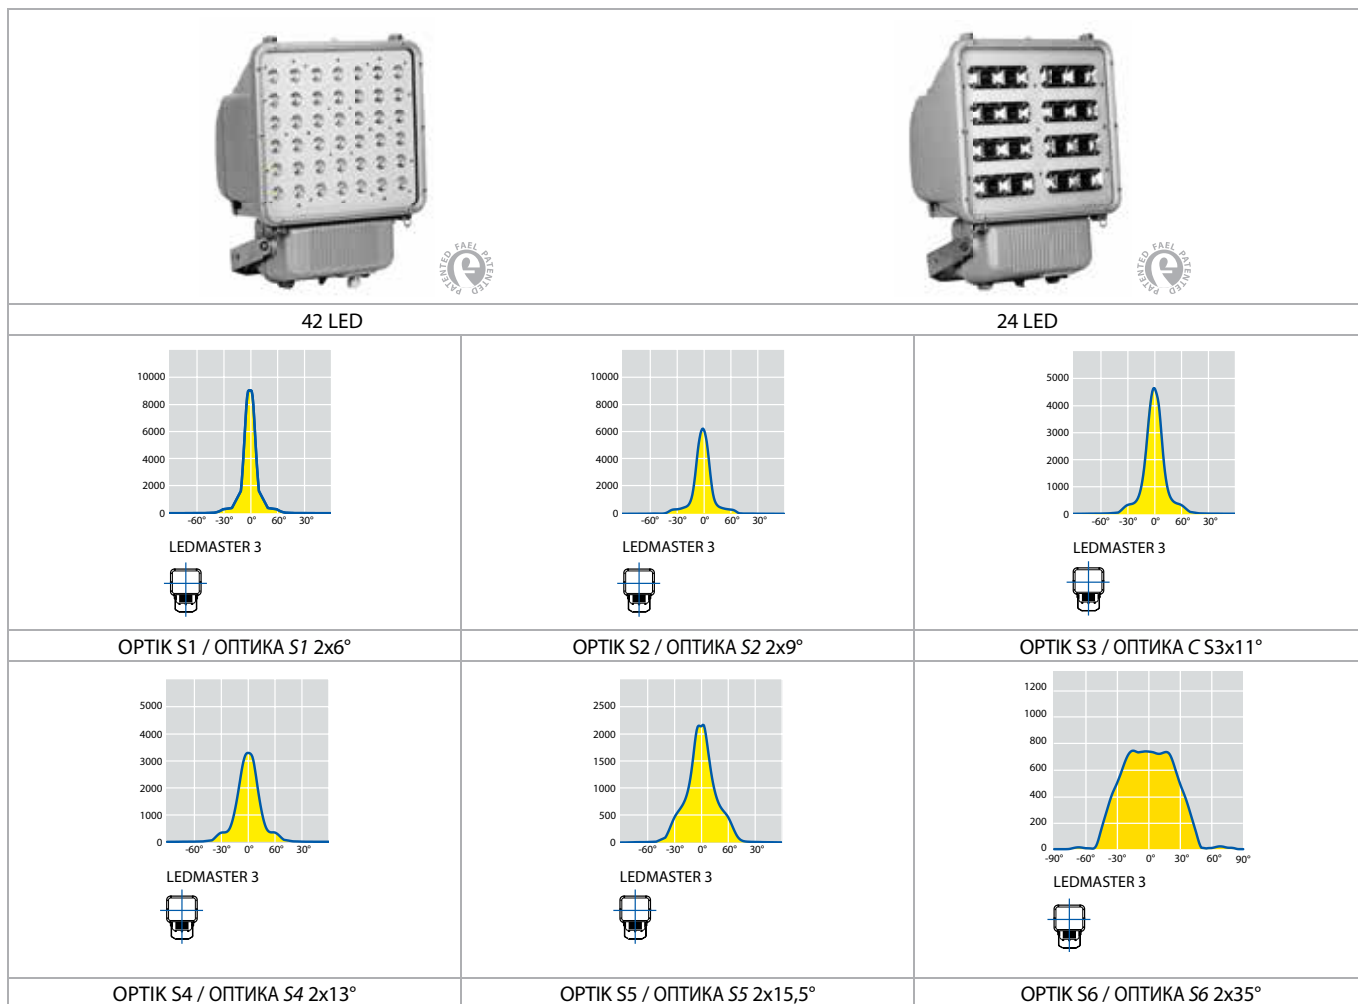 PATENTED FAEL PATENTED
PATENTED FAEL PATENTED
42 LED
24 LED
10000
8000
6000
4000
2000
0
-60° -30° 0° 60° 30°
LEDMASTER 3
OPTIK S1 / ОПТИКА S1 2x6°
10000
8000
6000
4000
2000
0
-60° -30° 0° 60° 30°
LEDMASTER 3
OPTIK S2 / ОПТИКА S2 2x9°
5000
4000
3000
2000
1000
0
-60° -30° 0° 60° 30°
LEDMASTER 3
OPTIK S3 / ОПТИКА С S3x11°
5000
4000
3000
2000
1000
0
-60° -30° 0° 60° 30°
LEDMASTER 3
OPTIK S4 / ОПТИКА S4 2x13°
2500
2000
1500
1000
500
0
-60° -30° 0° 60° 30°
LEDMASTER 3
OPTIK S5 / ОПТИКА S5 2x15,5°
1200
1000
800
600
400
200
0
-90° -60° -30° 0° 30° 60° 90°
LEDMASTER 3
OPTIK S6 / ОПТИКА S6 2x35°